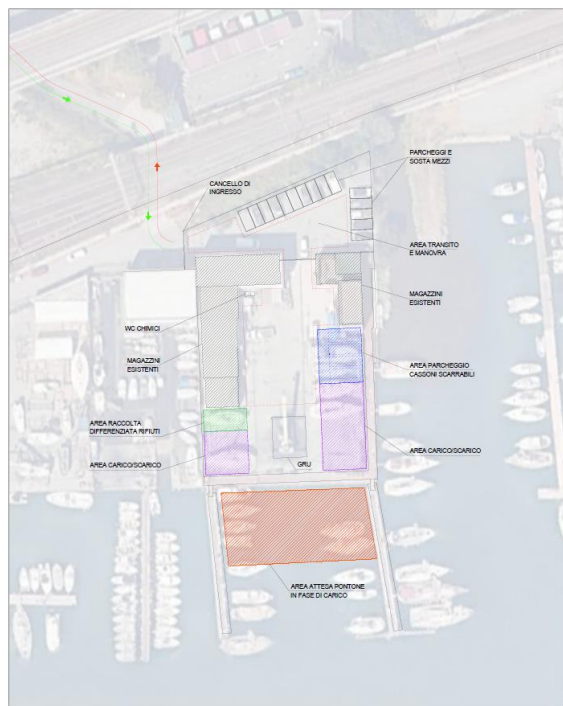 PARCHEGGI E
SOSTA MEZZI
CANCELLO DI
INGRESSO
AREA TRANSITO
E MANOVRA
MAGAZZINI
ESISTENTI
WC CHIMICI
MAGAZZINI
ESISTENTI
AREA PARCHEGGIO
CASSONI SCARRABILI
AREA RACCOLTA
DIFFERENZIATA RIFIUTI
AREA CARICO/SCARICO
GRU
AREA CARICO/SCARICO
AREA ATTESA PONTONE
IN FASE DI CARICO